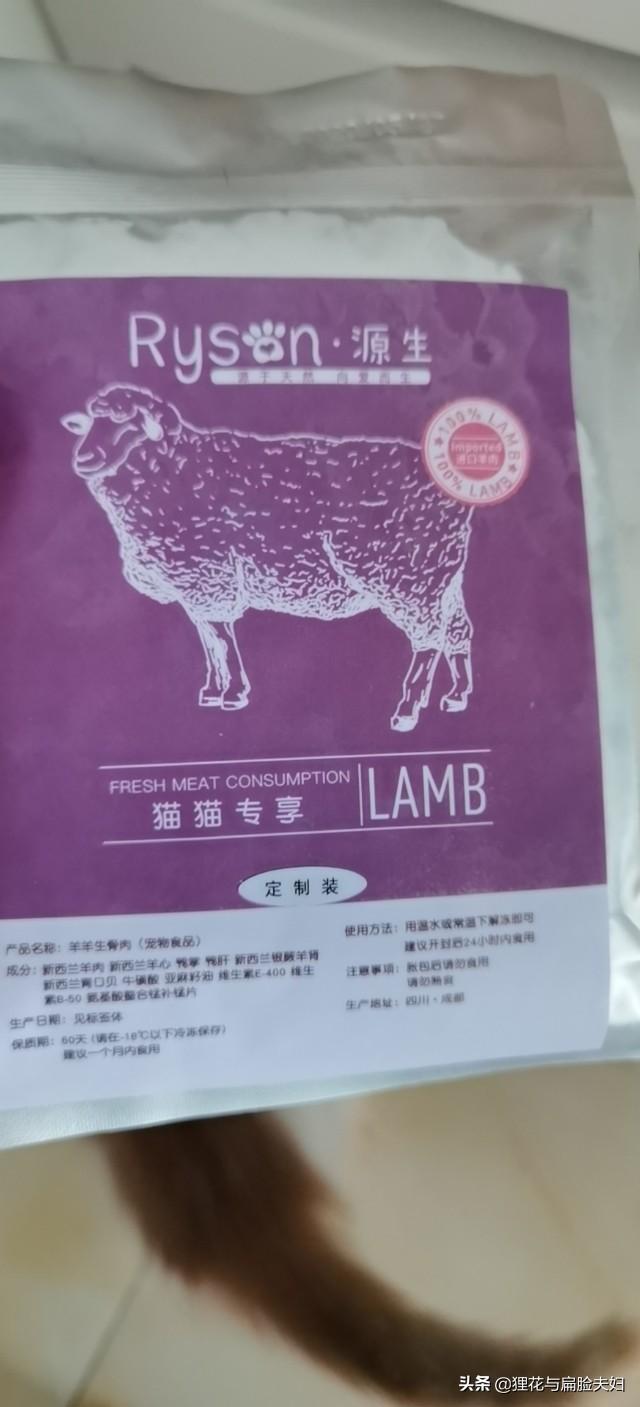 Ryson·源生
源于天然 向爱而生
100% LAMB
Imported
进口羊肉
100% LAMB
FRESH MEAT CONSUMPTION
猫猫专享
LAMB
定制装
产品名称：羊羊生骨肉（宠物食品）
成分：新西兰羊肉 新西兰羊心 鸭掌 鸭肝 新西兰银蕨羊肾
新西兰青口贝 牛磺酸 亚麻籽油 维生素E-400 维生
素B-50 氨基酸螯合锰补锰片
生产日期：见标签体
保质期：60天（请在-18℃以下冷冻保存）
建议一个月内食用
使用方法：用温水或常温下解冻即可
建议开封后24小时内食用
注意事项：胀包后请勿食用
请勿熟食
生产地址：四川·成都
头条 @狸花与扁脸夫妇